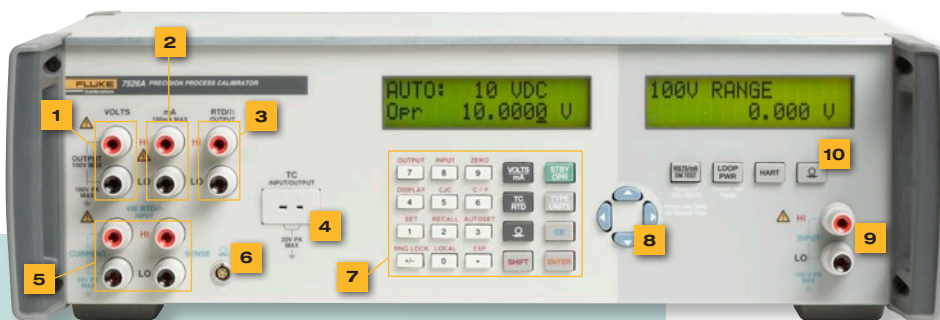 2
1
3
FLUKE
Calibration
7526A PRECISION PROCESS CALIBRATOR
VOLTS
mA
100mA MAX
RTD/Ω
OUTPUT
HI
HI
OUTPUT
100V MAX
LO
LO
100V PK
MAX
4W RTD/Ω
INPUT
HI
CURRENT
SENSE
LO
5
6
TC
INPUT/OUTPUT
20V PK
MAX
4
AUTO: 10 VDC
Opr 10.0000 V
100V RANGE
0.000 V
OUTPUT INPUT ZERO
7 8 9 VOLTS mA STBY OPR
DISPLAY CJC C / F
4 5 6 TC RTD TYPE UNITS
SET RECALL AUTOSET
1 2 3 Ω CE
RNG LOCK LOCAL EXP
+/- 0 • SHIFT ENTER
7
8
VOLTS/mA
SW TEST
LOOP
PWR
HART
Ω
10
HI
INPUT
LO
MAX
9